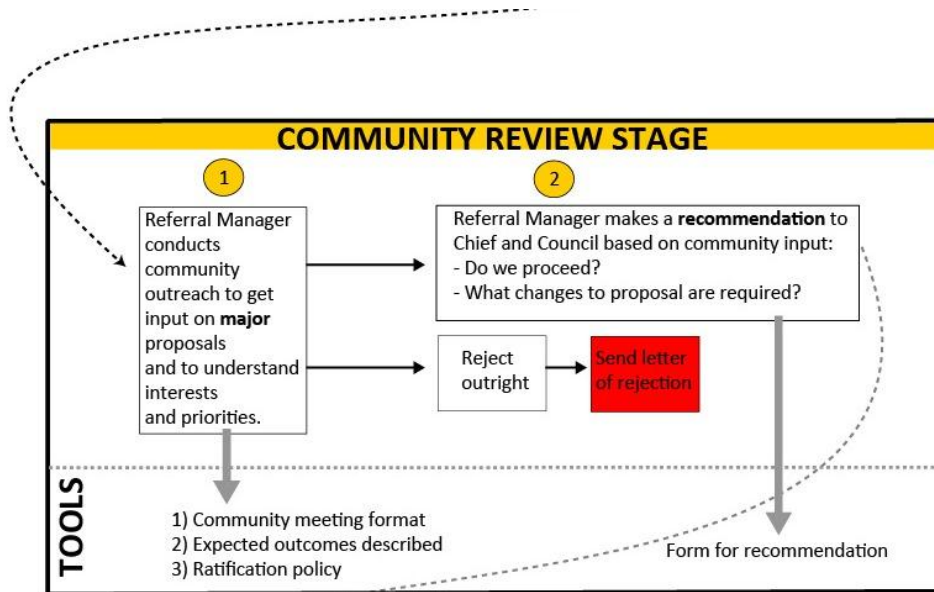 COMMUNITY REVIEW STAGE
1
Referral Manager
conducts
community
outreach to get
input on major
proposals
and to understand
interests
and priorities.
2
Referral Manager makes a recommendation to
Chief and Council based on community input:
- Do we proceed?
- What changes to proposal are required?
Reject
outright
Send letter
of rejection
TOOLS
1) Community meeting format
2) Expected outcomes described
3) Ratification policy
Form for recommendation